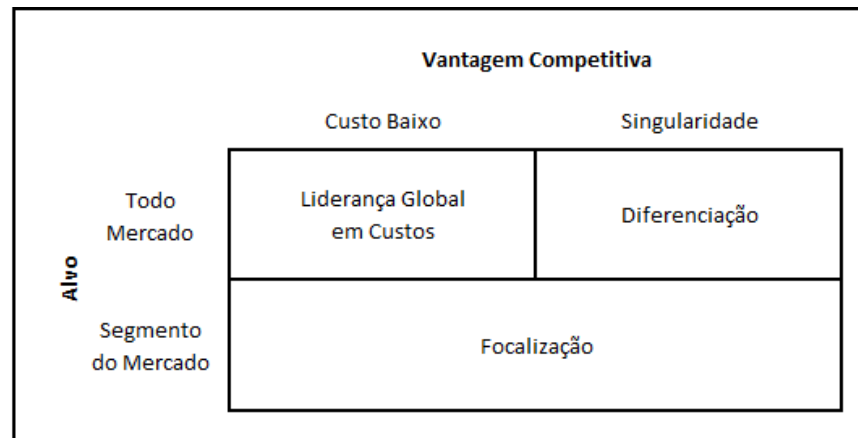 Vantagem Competitiva
Custo Baixo
Singularidade
Alvo
Todo
Mercado
Liderança Global
em Custos
Diferenciação
Segmento
do Mercado
Focalização